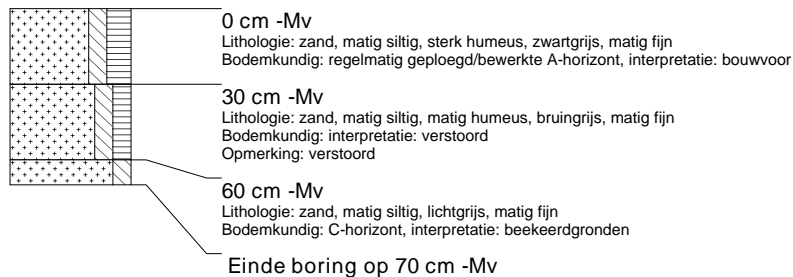 0 cm -Mv
Lithologie: zand, matig siltig, sterk humeus, zwartgrijs, matig fijn
Bodemkundig: regelmatig geploegd/bewerkte A-horizont, interpretatie: bouwvoor
30 cm -Mv
Lithologie: zand, matig siltig, matig humeus, bruingrijs, matig fijn
Bodemkundig: interpretatie: verstoord
Opmerking: verstoord
60 cm -Mv
Lithologie: zand, matig siltig, lichtgrijs, matig fijn
Bodemkundig: C-horizont, interpretatie: beekeerdgronden
Einde boring op 70 cm -Mv